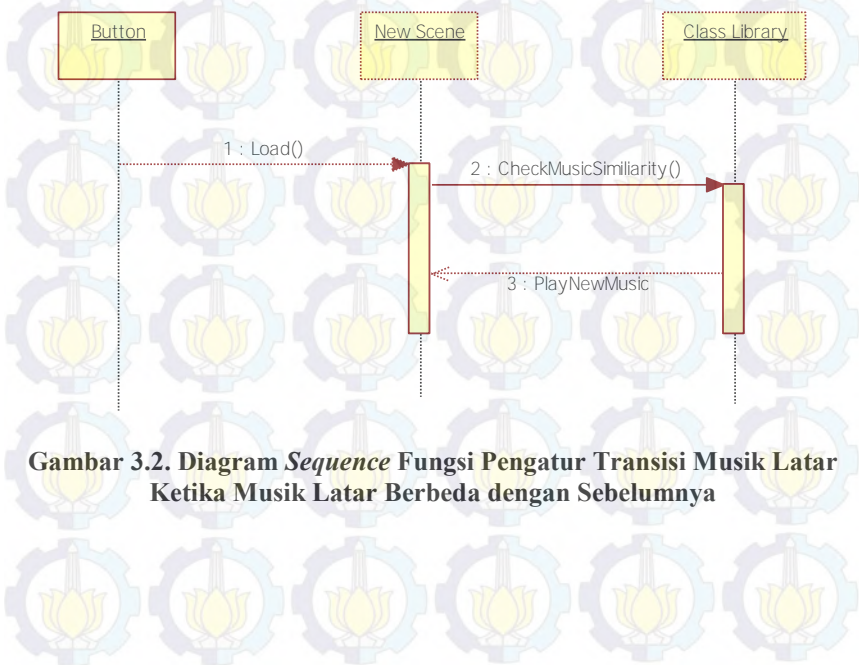 Button
New Scene
Class Library
1 : Load()
2 : CheckMusicSimiliarity()
3 : PlayNewMusic
Gambar 3.2. Diagram Sequence Fungsi Pengatur Transisi Musik Latar
Ketika Musik Latar Berbeda dengan Sebelumnya